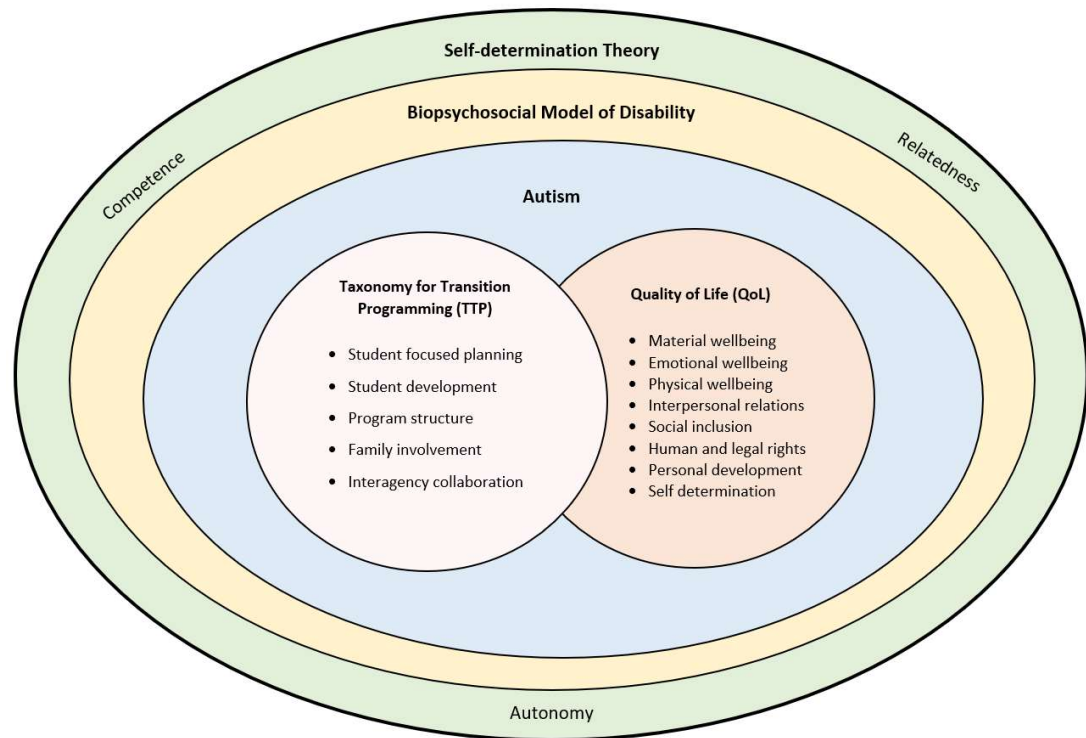 Self-determination Theory
Biopsychosocial Model of Disability
Competence
Relatedness
Autism
Taxonomy for Transition
Programming (TTP)
• Student focused planning
• Student development
• Program structure
• Family involvement
• Interagency collaboration
Quality of Life (QoL)
• Material wellbeing
• Emotional wellbeing
• Physical wellbeing
• Interpersonal relations
• Social inclusion
• Human and legal rights
• Personal development
• Self determination
Autonomy